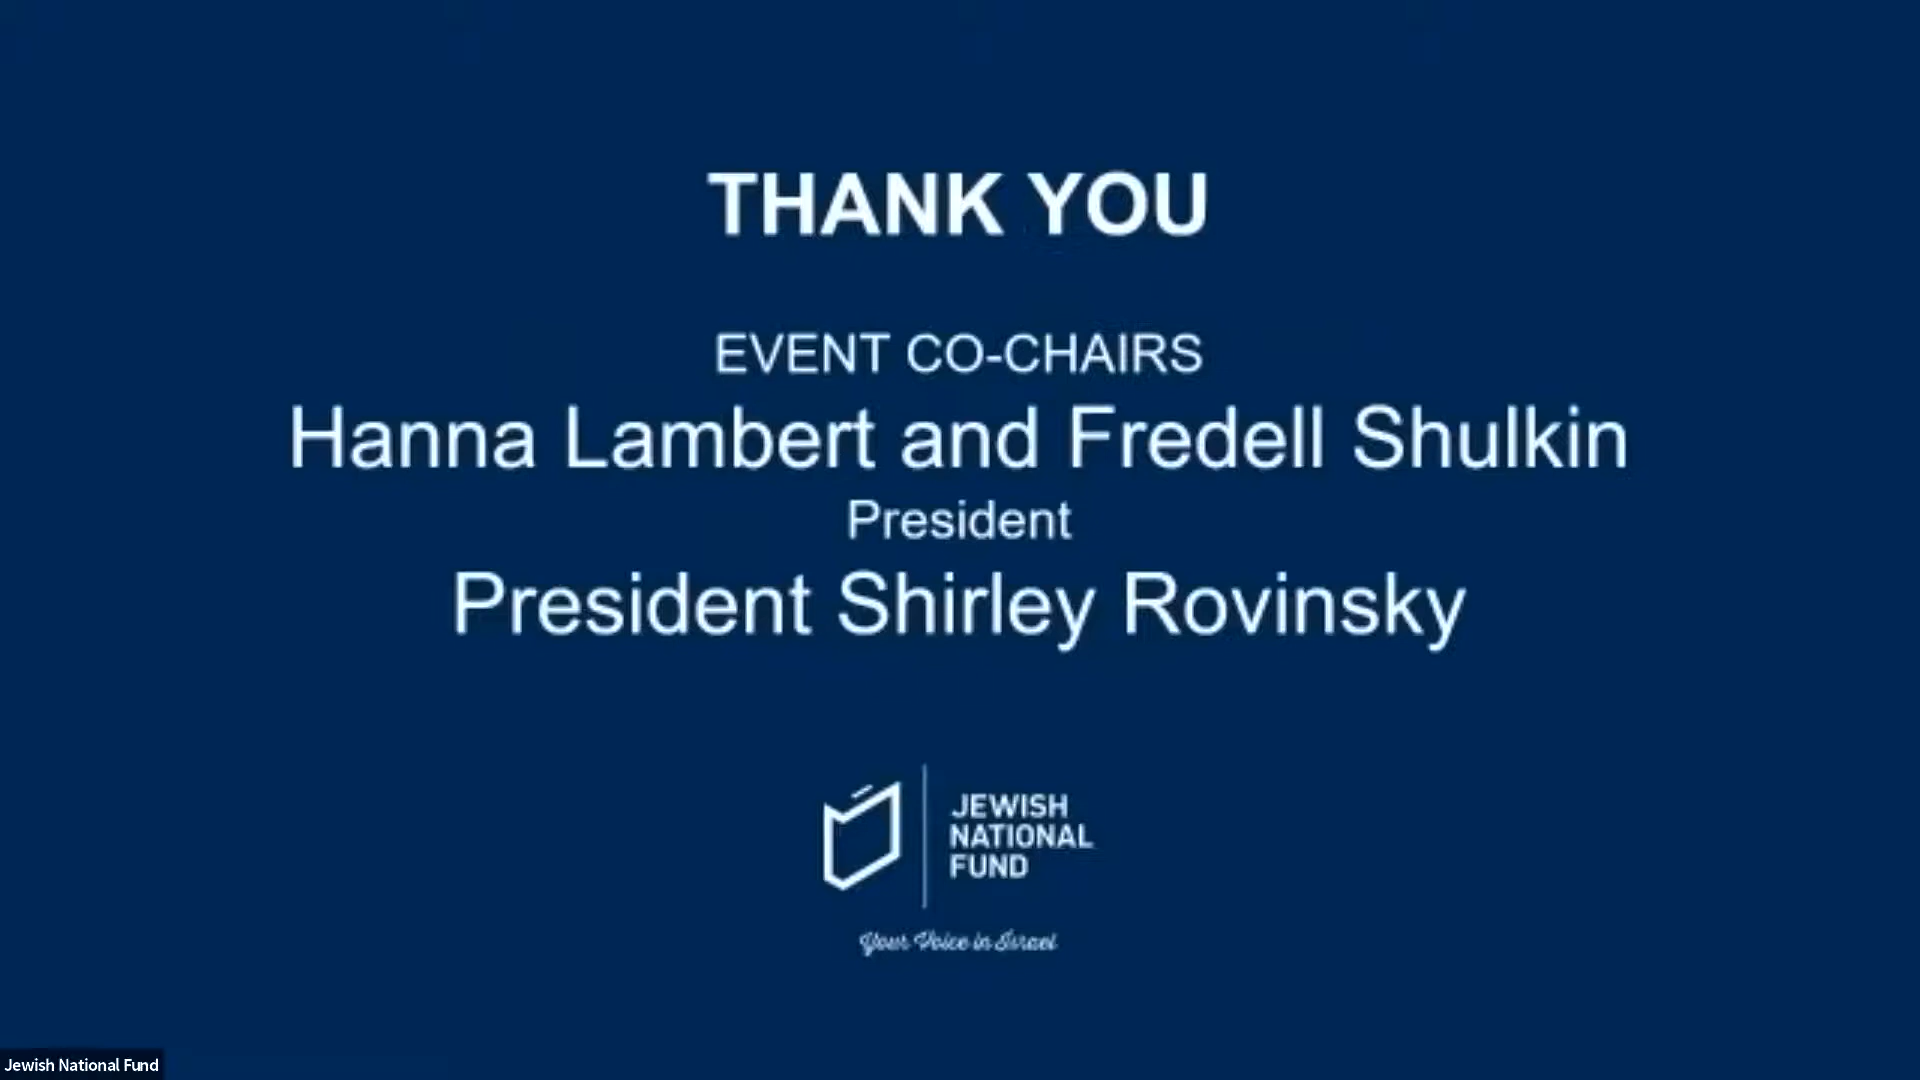 THANK YOU
EVENT CO-CHAIRS
Hanna Lambert and Fredell Shulkin
President
President Shirley Rovinsky
JEWISH
NATIONAL
FUND
Your Voice in Israel
Jewish National Fund